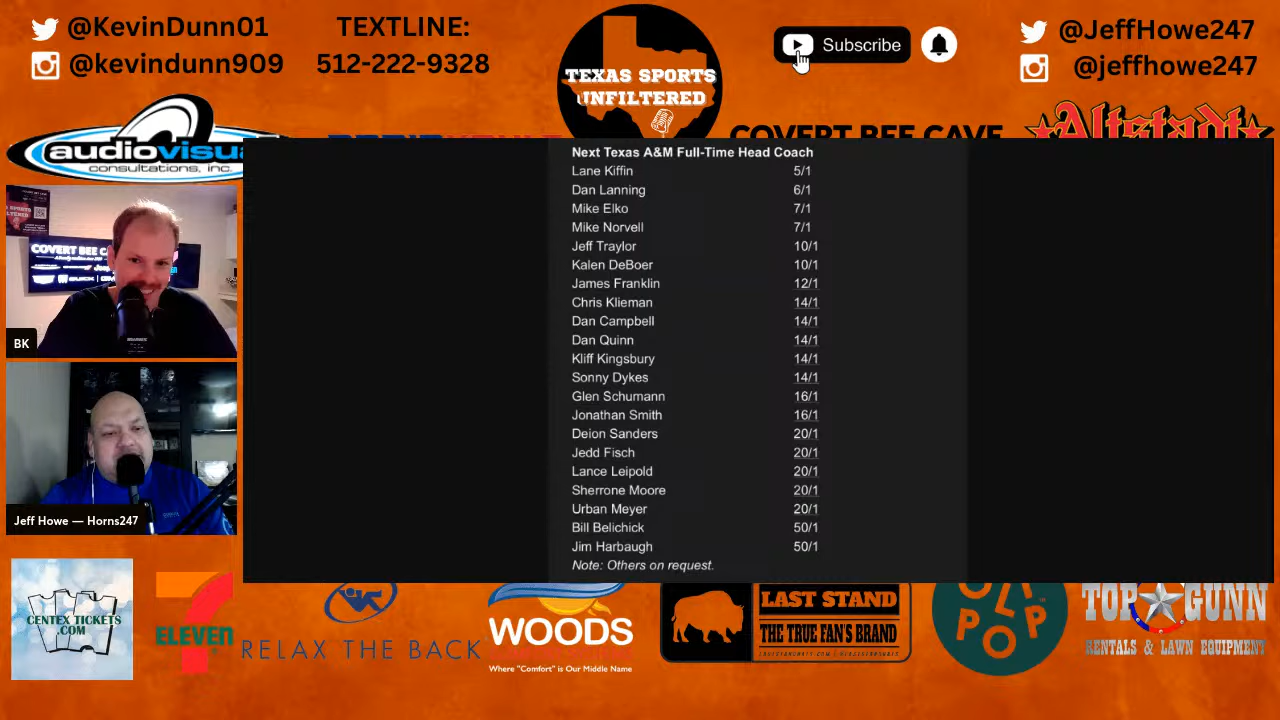 @KevinDunn01
@kevindunn909
TEXTLINE:
512-222-9328
TEXAS SPORTS
UNFILTERED
Subscribe
@JeffHowe247
@jeffhowe247
audiovisual
consultations, inc.
COVERT BEE CAVE
Altstadt
COVERT BEE CA
BK
Jeff Howe — Horns247
Next Texas A&M Full-Time Head Coach
Lane Kiffin 5/1
Dan Lanning 6/1
Mike Elko 7/1
Mike Norvell 7/1
Jeff Traylor 10/1
Kalen DeBoer 10/1
James Franklin 12/1
Chris Klieman 14/1
Dan Campbell 14/1
Dan Quinn 14/1
Kliff Kingsbury 14/1
Sonny Dykes 14/1
Glen Schumann 16/1
Jonathan Smith 16/1
Deion Sanders 20/1
Jedd Fisch 20/1
Lance Leipold 20/1
Sherrone Moore 20/1
Urban Meyer 20/1
Bill Belichick 50/1
Jim Harbaugh 50/1
Note: Others on request.
CENTEX TICKETS
.COM
7
ELEVEN
RELAX THE BACK
WOODS
Where "Comfort" is Our Middle Name
LAST STAND
THE TRUE FAN'S BRAND
OLIPOP
TOP GUNN
RENTALS & LAWN EQUIPMENT